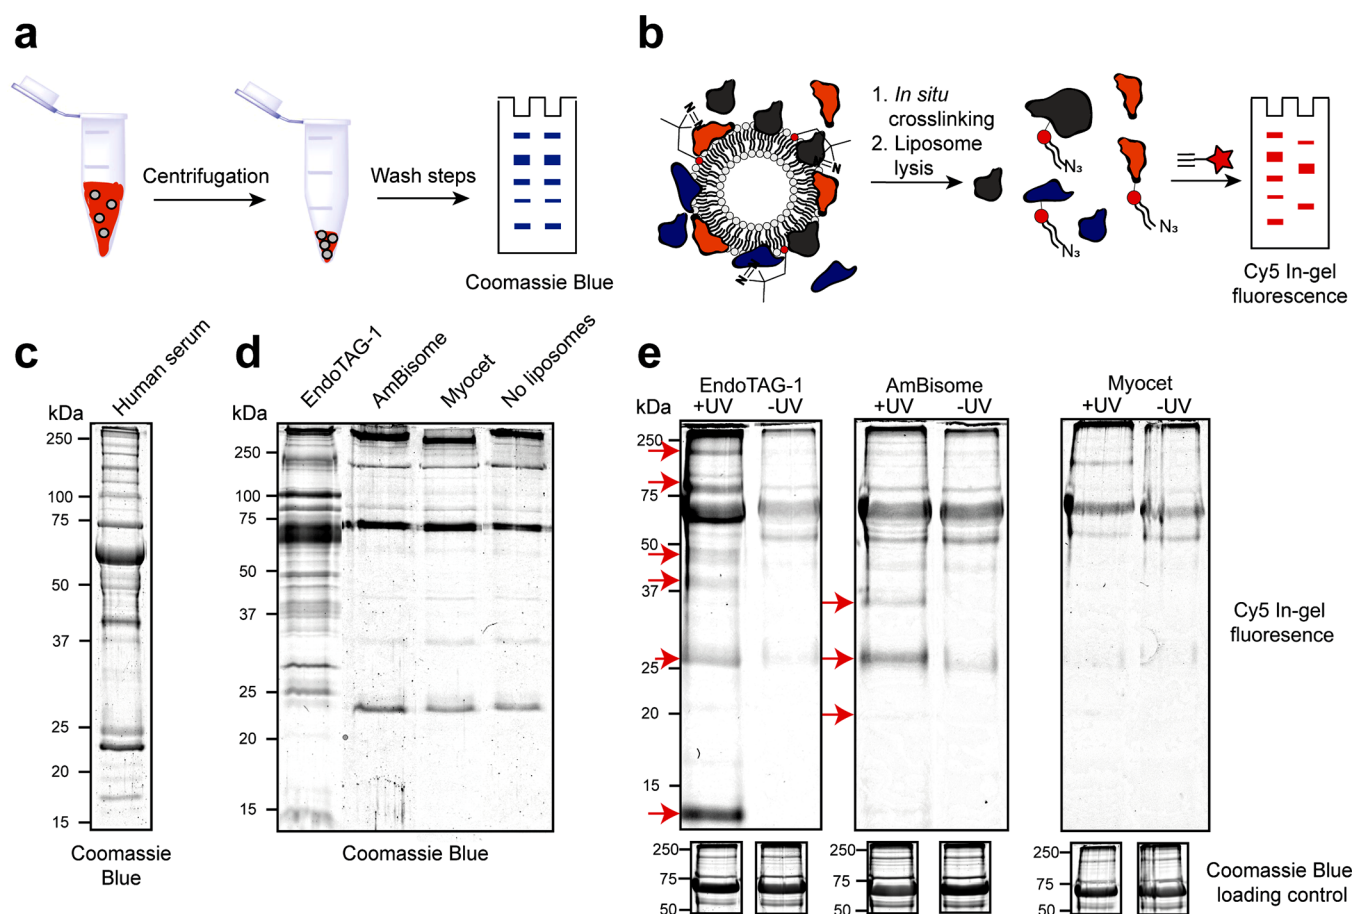 a
Centrifugation
Wash steps
Coomassie Blue
b
N
N
N
N
N
N
1. In situ
crosslinking
2. Liposome
lysis
N₃
N₃
N₃
Cy5 In-gel
fluorescence
c
Human serum
kDa
250
100
75
50
37
25
20
15
Coomassie
Blue
d
EndoTAG-1
AmBisome
Myocet
No liposomes
kDa
250
100
75
50
37
25
20
15
Coomassie Blue
e
EndoTAG-1
AmBisome
Myocet
kDa
+UV
-UV
+UV
-UV
+UV
-UV
250
75
50
37
25
20
15
Cy5 In-gel
fluoresence
250
75
50
250
75
50
250
75
50
Coomassie Blue
loading control